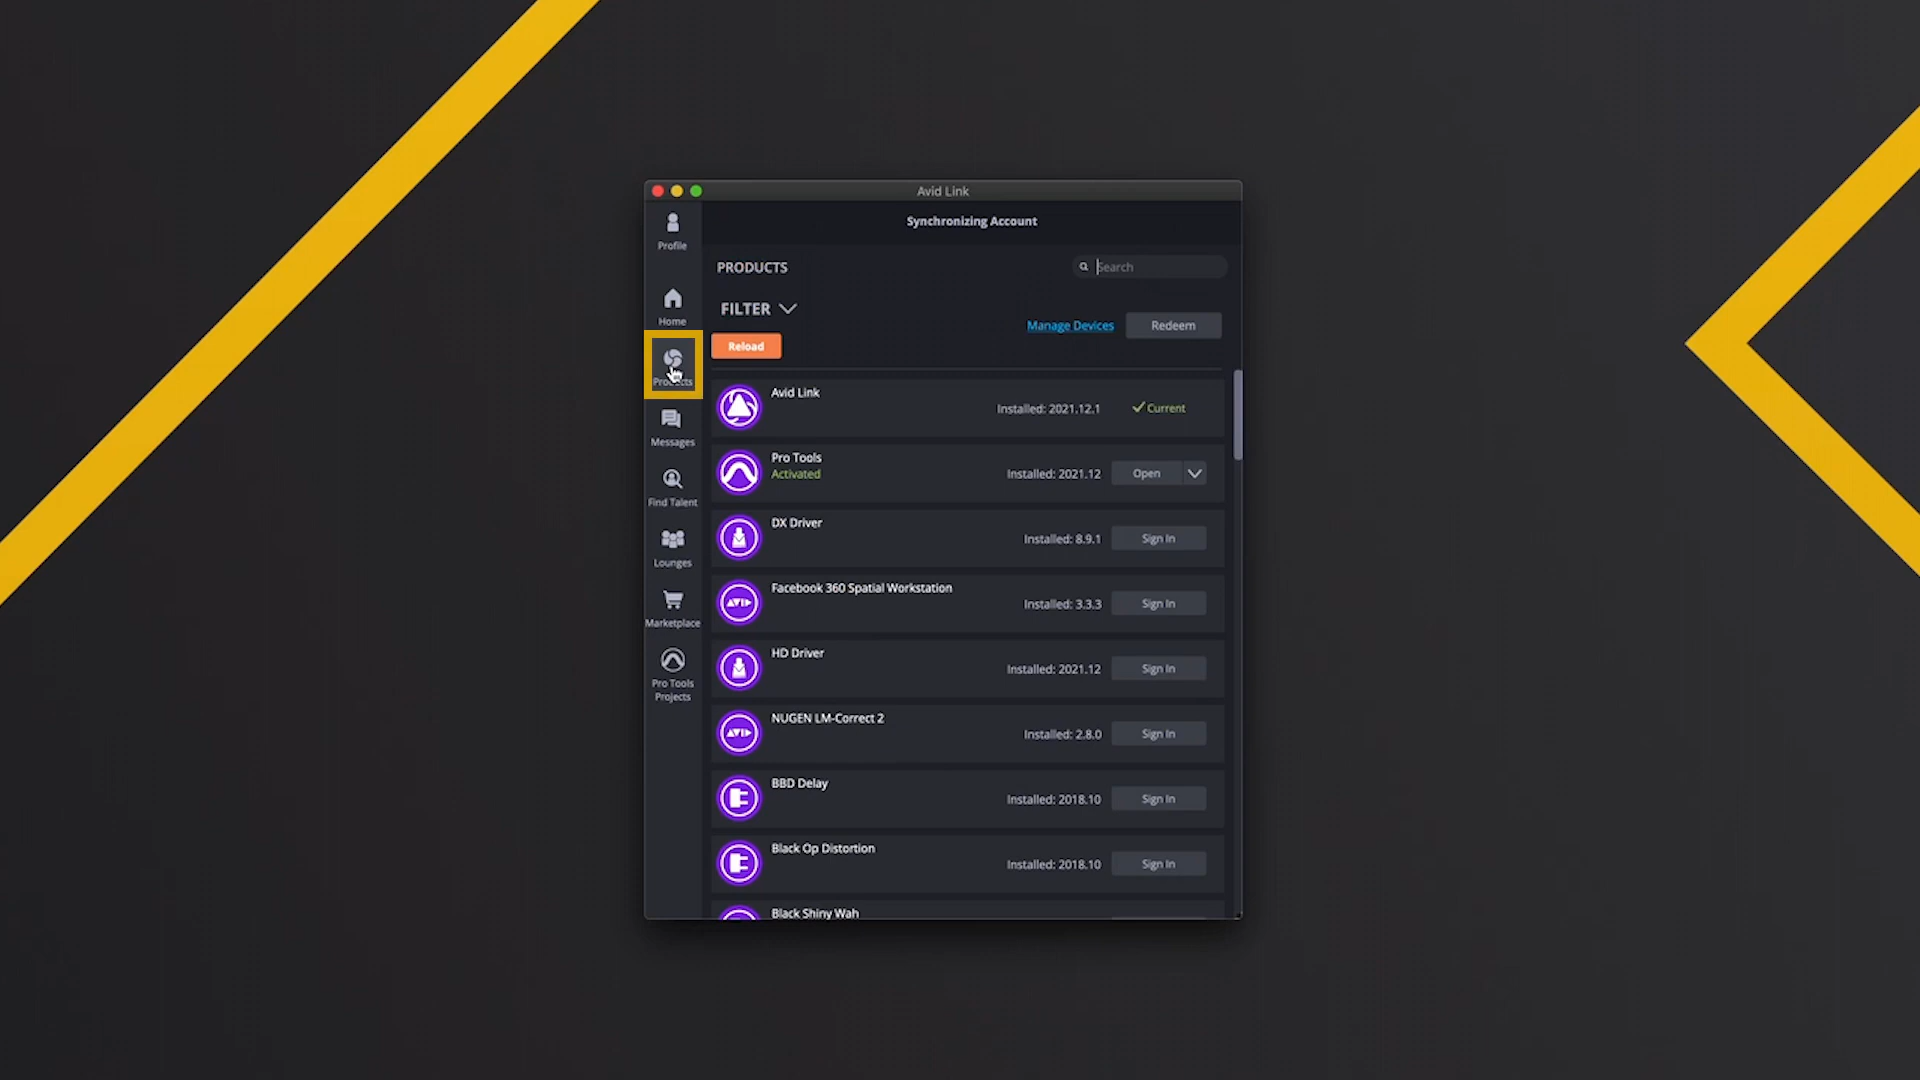 Avid Link
Synchronizing Account
Profile
Home
Products
Messages
Find Talent
Lounges
Marketplace
Pro Tools
Projects
PRODUCTS
Search
FILTER
Manage Devices
Redeem
Reload
Avid Link
Installed: 2021.12.1
Current
Pro Tools
Activated
Installed: 2021.12
Open
DX Driver
Installed: 8.9.1
Sign In
Facebook 360 Spatial Workstation
Installed: 3.3.3
Sign In
HD Driver
Installed: 2021.12
Sign In
NUGEN LM-Correct 2
Installed: 2.8.0
Sign In
BBD Delay
Installed: 2018.10
Sign In
Black Op Distortion
Installed: 2018.10
Sign In
Black Shiny Wah